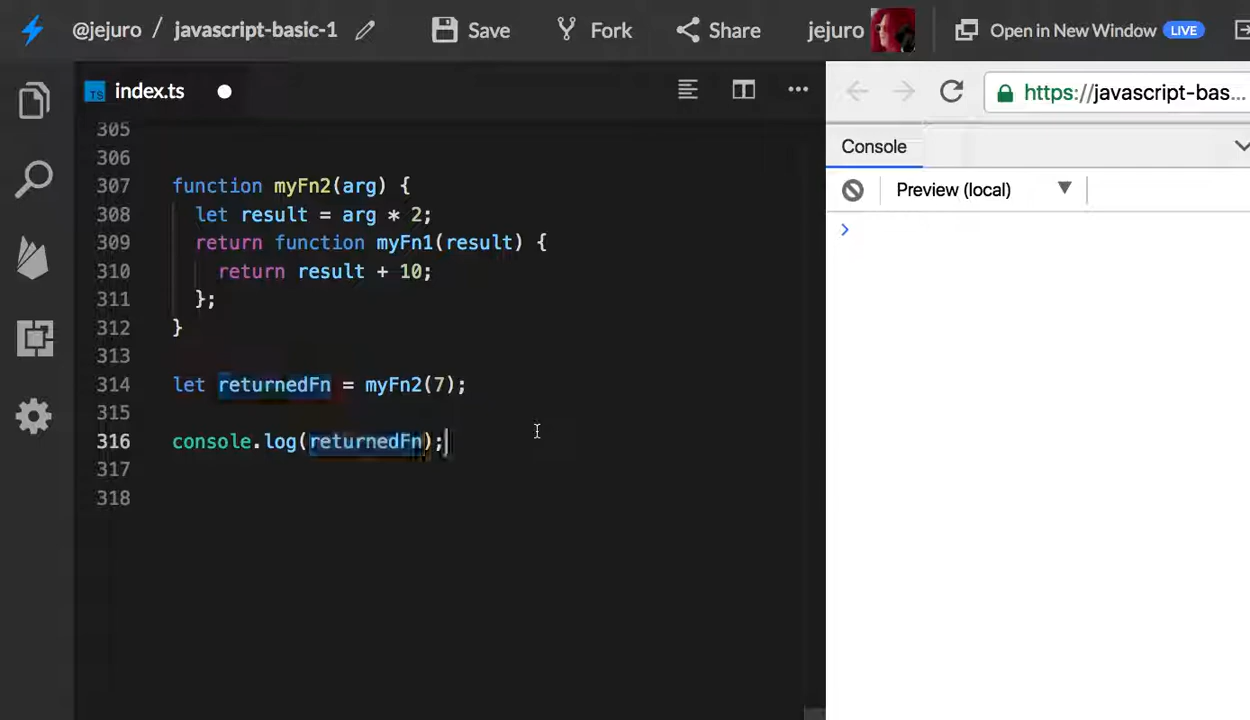 @jejuro / javascript-basic-1 Save Fork Share jejuro Open in New Window LIVE
TS index.ts
https://javascript-bas...
Console
Preview (local)
305
306
307 function myFn2(arg) {
308 let result = arg * 2;
309 return function myFn1(result) {
310 return result + 10;
311 };
312 }
313
314 let returnedFn = myFn2(7);
315
316 console.log(returnedFn);
317
318